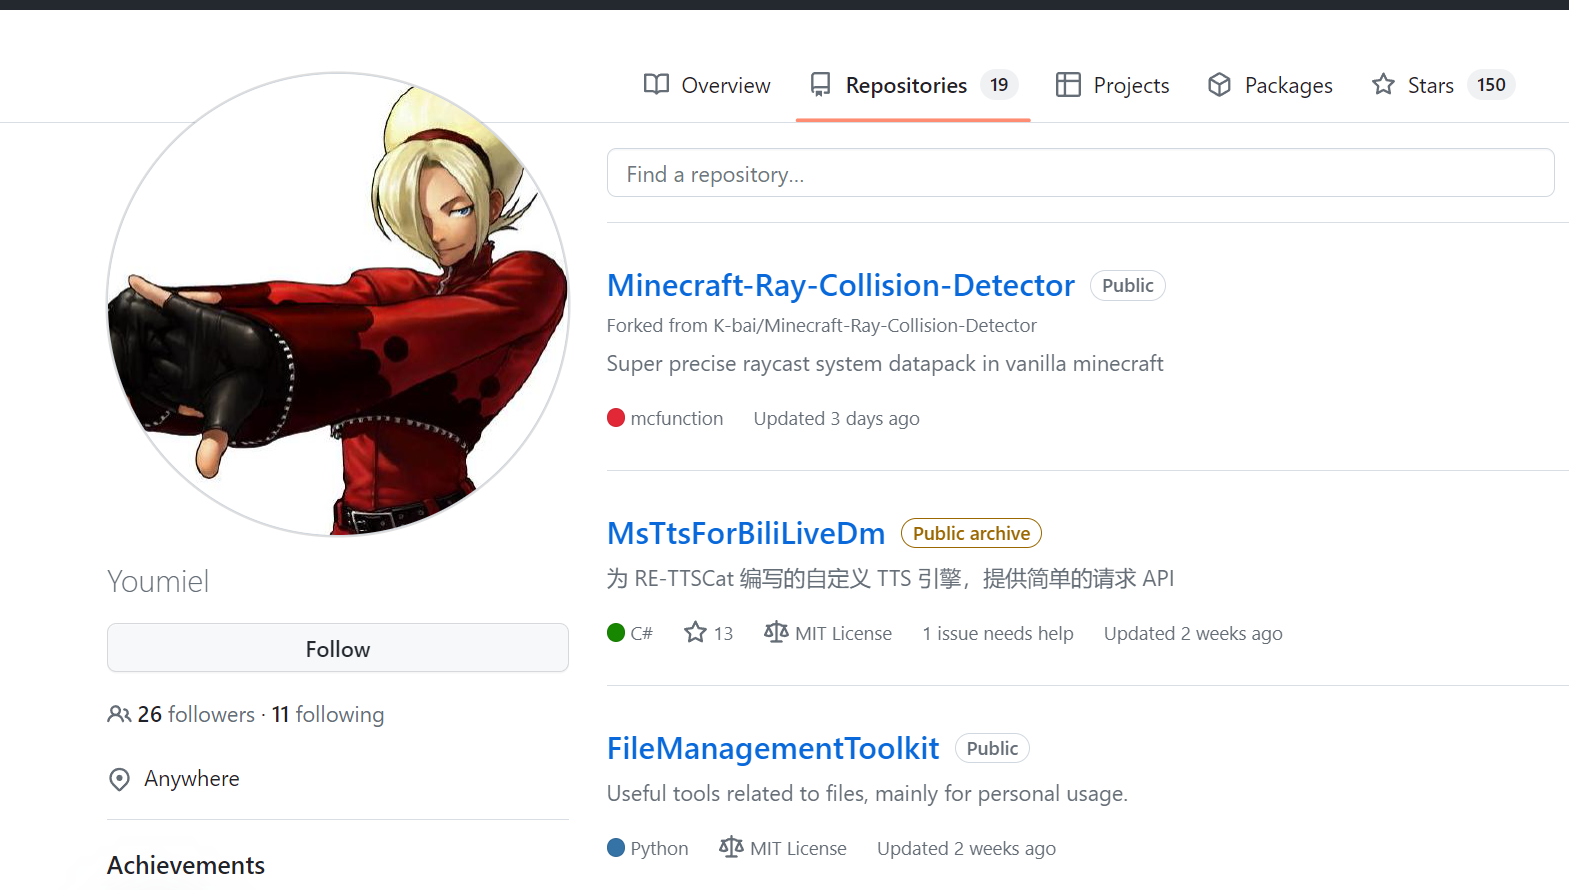 Overview
Repositories 19
Projects
Packages
Stars 150
Find a repository...
Youmiel
Follow
26 followers · 11 following
Anywhere
Achievements
Minecraft-Ray-Collision-Detector Public
Forked from K-bai/Minecraft-Ray-Collision-Detector
Super precise raycast system datapack in vanilla minecraft
mcfunction Updated 3 days ago
MsTtsForBiliLiveDm Public archive
为 RE-TTSCat 编写的自定义 TTS 引擎，提供简单的请求 API
C# 13 MIT License 1 issue needs help Updated 2 weeks ago
FileManagementToolkit Public
Useful tools related to files, mainly for personal usage.
Python MIT License Updated 2 weeks ago